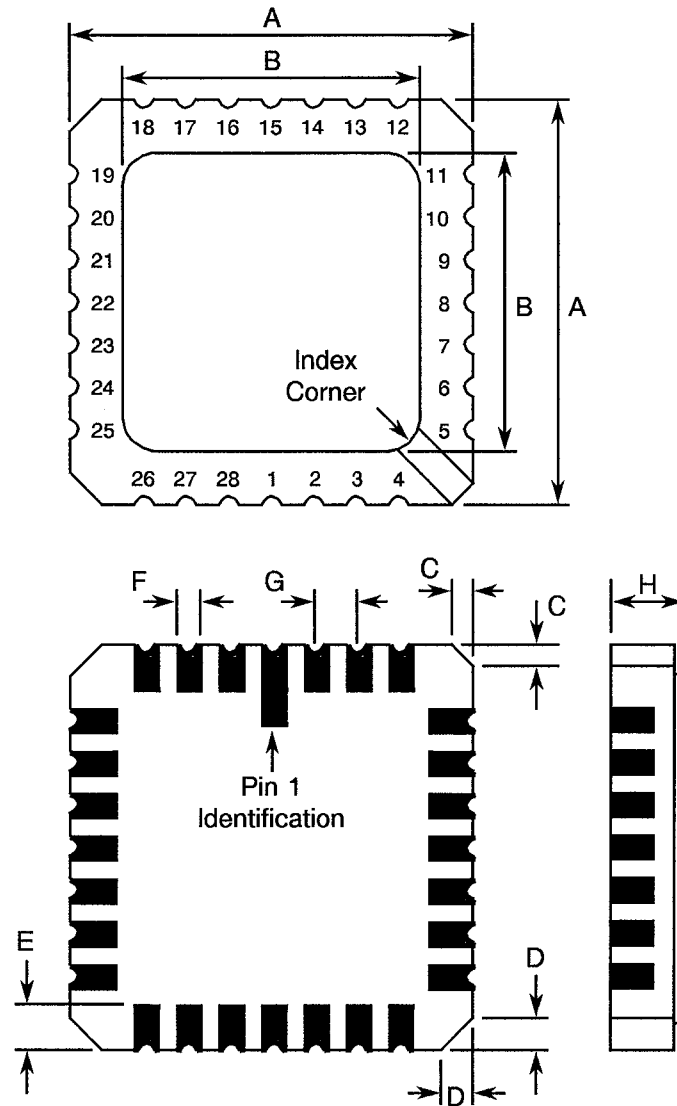 A
B
18 17 16 15 14 13 12
19 11
20 10
21 9
22 8 B A
23 7
Index
24 6
Corner
25 5
26 27 28 1 2 3 4
F G C H
C
Pin 1
Identification
E D
D